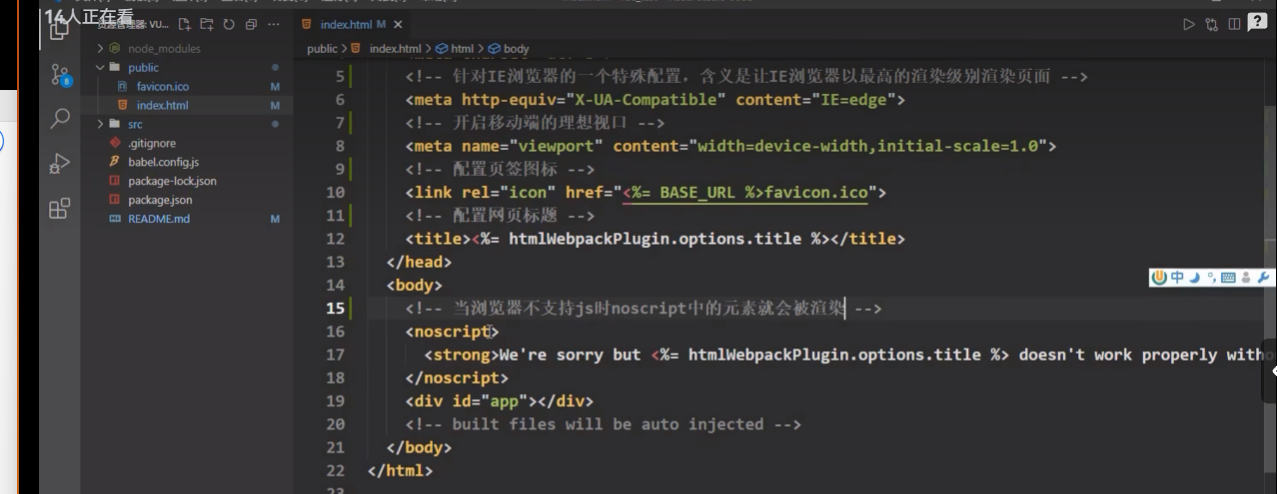 14人正在看
资源管理器: VU...
index.html M
public > index.html > html > body
node_modules
public
favicon.ico M
index.html M
src
.gitignore
babel.config.js
package-lock.json
package.json
README.md M
8
5 <!-- 针对IE浏览器的一个特殊配置，含义是让IE浏览器以最高的渲染级别渲染页面 -->
6 <meta http-equiv="X-UA-Compatible" content="IE=edge">
7 <!-- 开启移动端的理想视口 -->
8 <meta name="viewport" content="width=device-width,initial-scale=1.0">
9 <!-- 配置页签图标 -->
10 <link rel="icon" href="<%= BASE_URL %>favicon.ico">
11 <!-- 配置网页标题 -->
12 <title><%= htmlWebpackPlugin.options.title %></title>
13 </head>
14 <body>
15 <!-- 当浏览器不支持js时noscript中的元素就会被渲染 -->
16 <noscript>
17 <strong>We're sorry but <%= htmlWebpackPlugin.options.title %> doesn't work properly witho
18 </noscript>
19 <div id="app"></div>
20 <!-- built files will be auto injected -->
21 </body>
22 </html>
23
中